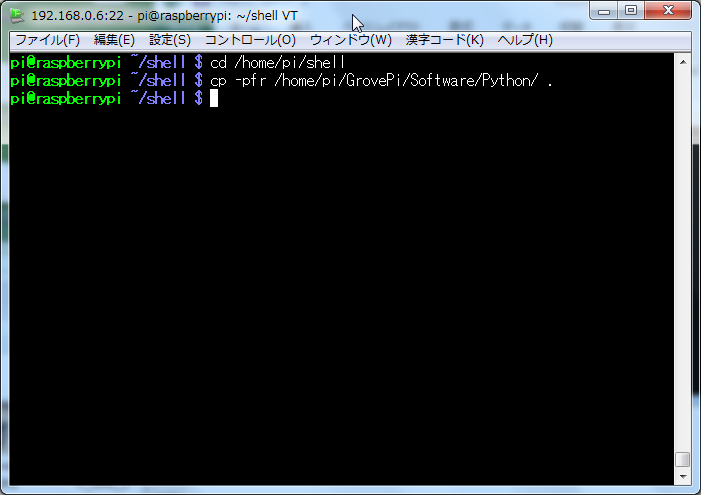 192.168.0.6:22 - pi@raspberrypi: ~/shell VT
ファイル(F) 編集(E) 設定(S) コントロール(O) ウィンドウ(W) 漢字コード(K) ヘルプ(H)
pi@raspberrypi ~/shell $ cd /home/pi/shell
pi@raspberrypi ~/shell $ cp -pfr /home/pi/GrovePi/Software/Python/ .
pi@raspberrypi ~/shell $